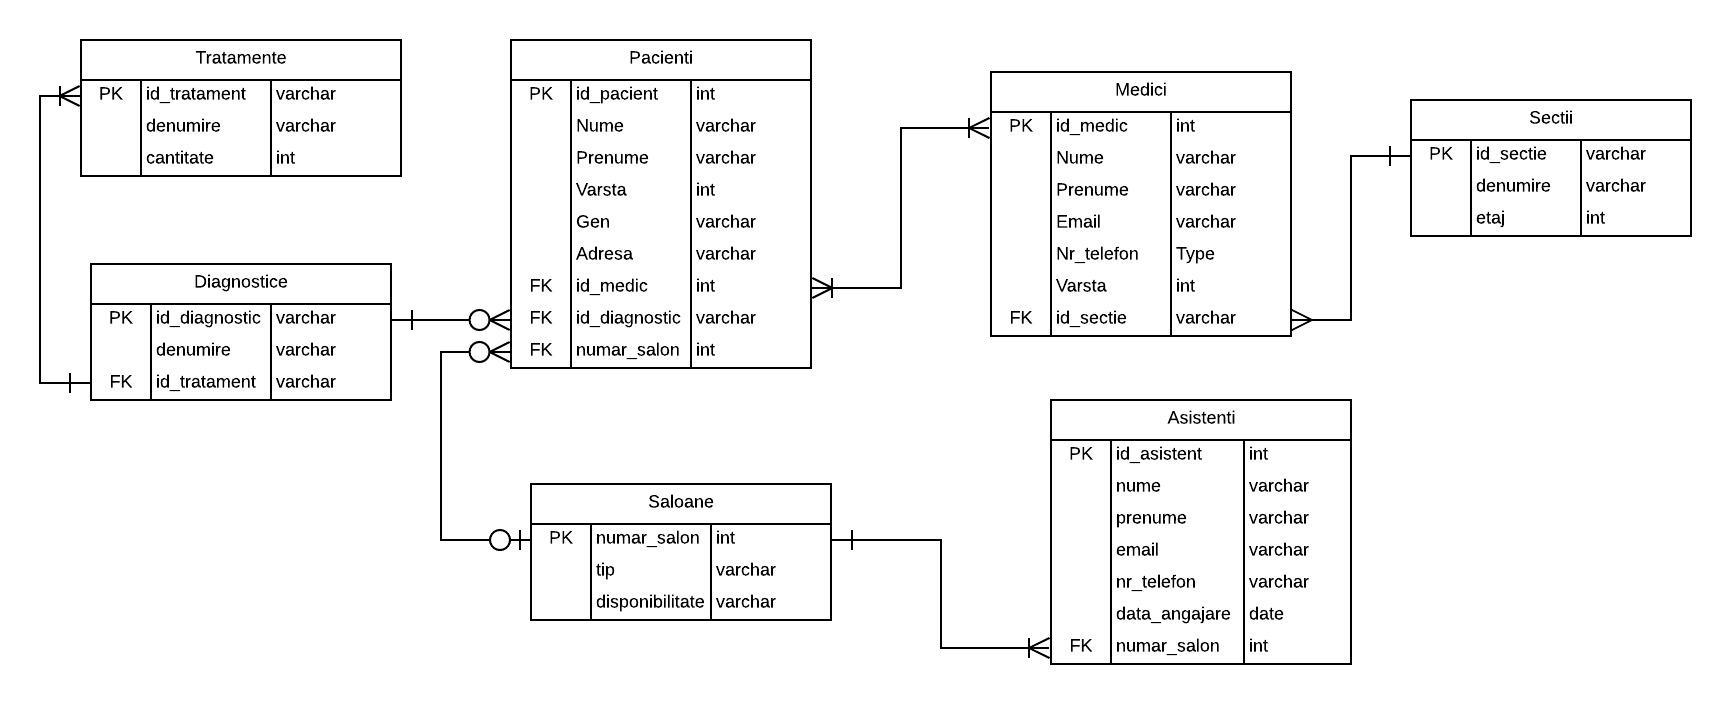 Tratamente
PK id_tratament varchar
denumire varchar
cantitate int
Diagnostice
PK id_diagnostic varchar
denumire varchar
FK id_tratament varchar
Pacienti
PK id_pacient int
Nume varchar
Prenume varchar
Varsta int
Gen varchar
Adresa varchar
FK id_medic int
FK id_diagnostic varchar
FK numar_salon int
Saloane
PK numar_salon int
tip varchar
disponibilitate varchar
Medici
PK id_medic int
Nume varchar
Prenume varchar
Email varchar
Nr_telefon Type
Varsta int
FK id_sectie varchar
Asistenti
PK id_asistent int
nume varchar
prenume varchar
email varchar
nr_telefon varchar
data_angajare date
FK numar_salon int
Sectii
PK id_sectie varchar
denumire varchar
etaj int